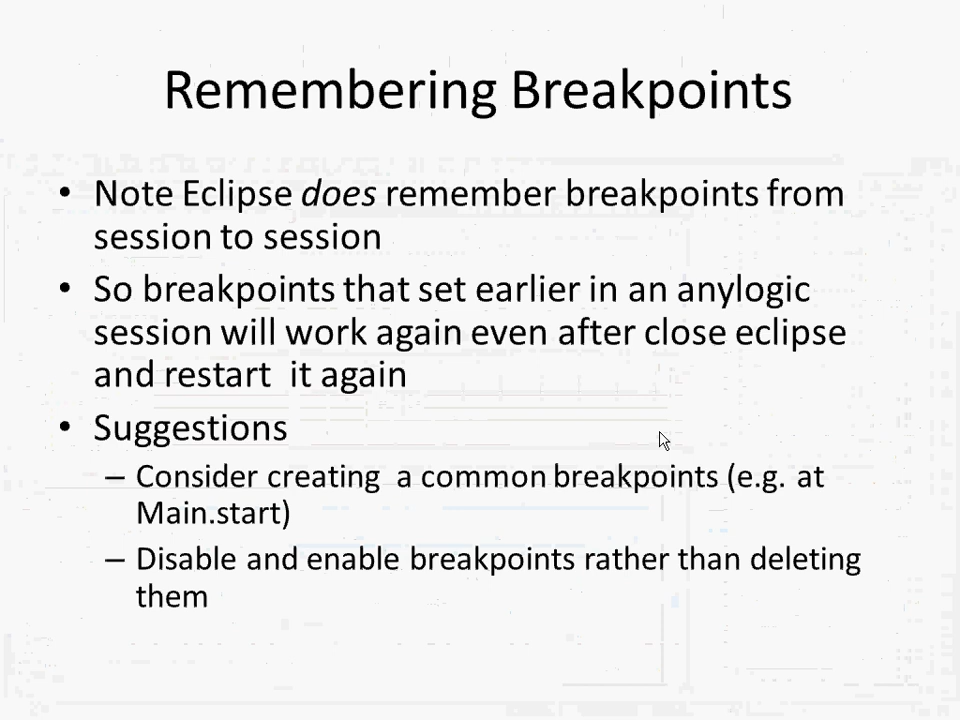 Remembering Breakpoints
• Note Eclipse does remember breakpoints from
session to session
• So breakpoints that set earlier in an anylogic
session will work again even after close eclipse
and restart  it again
• Suggestions
– Consider creating  a common breakpoints (e.g. at
Main.start)
– Disable and enable breakpoints rather than deleting
them